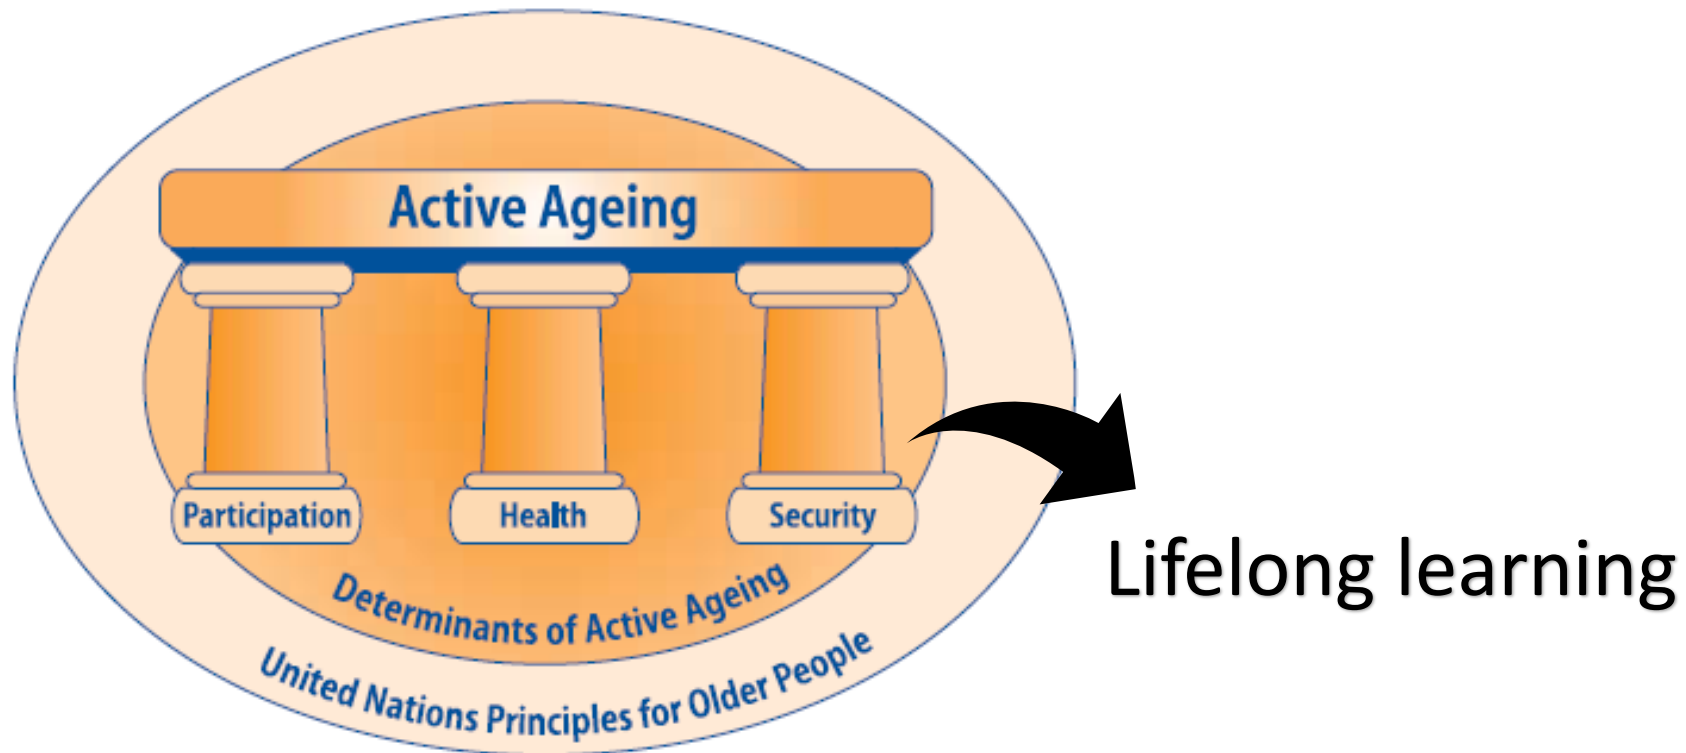 Active Ageing
Participation
Health
Security
Determinants of Active Ageing
United Nations Principles for Older People
Lifelong learning